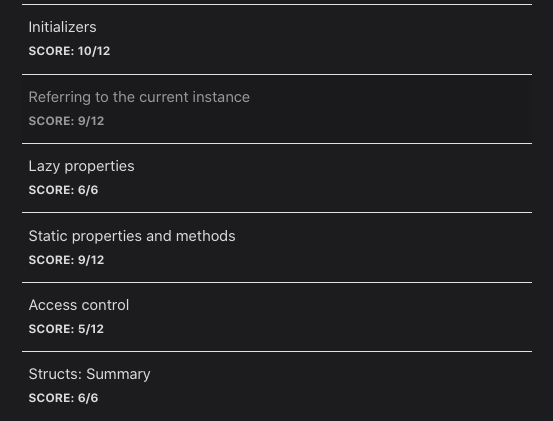 Initializers
SCORE: 10/12
Referring to the current instance
SCORE: 9/12
Lazy properties
SCORE: 6/6
Static properties and methods
SCORE: 9/12
Access control
SCORE: 5/12
Structs: Summary
SCORE: 6/6